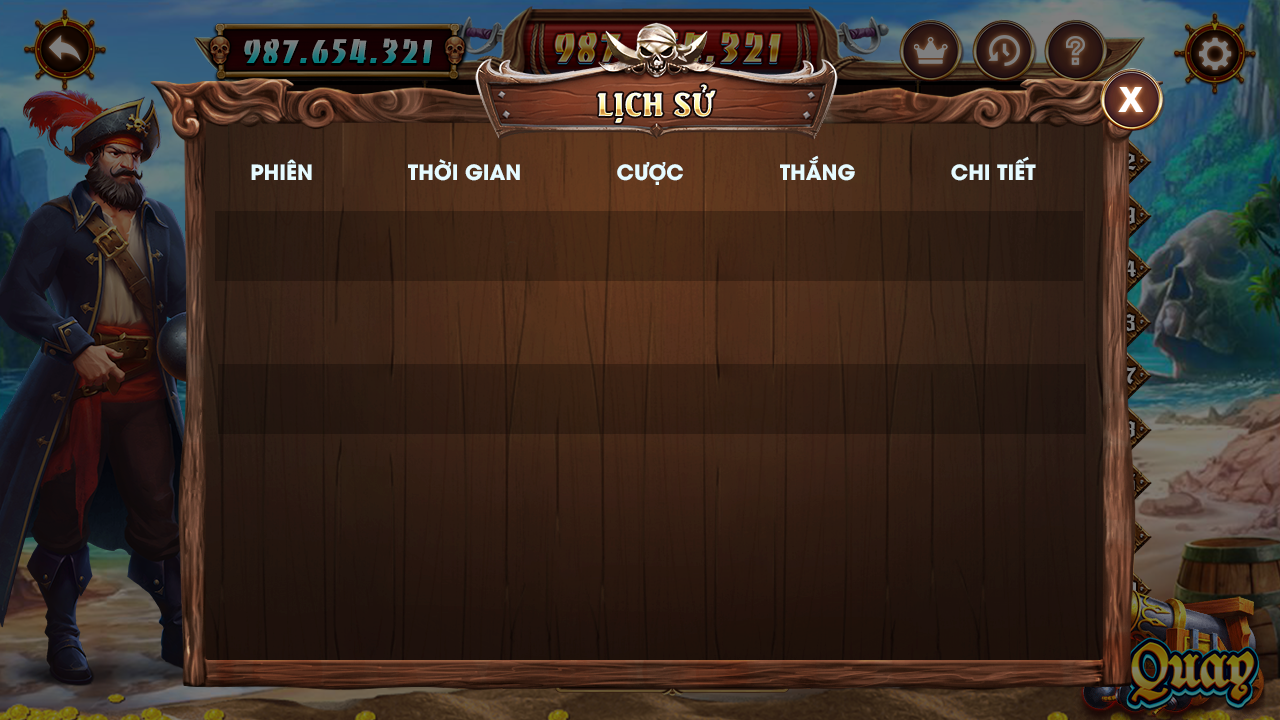 987.654.321
LỊCH SỬ
X
PHIÊN THỜI GIAN CƯỢC THẮNG CHI TIẾT
Quay